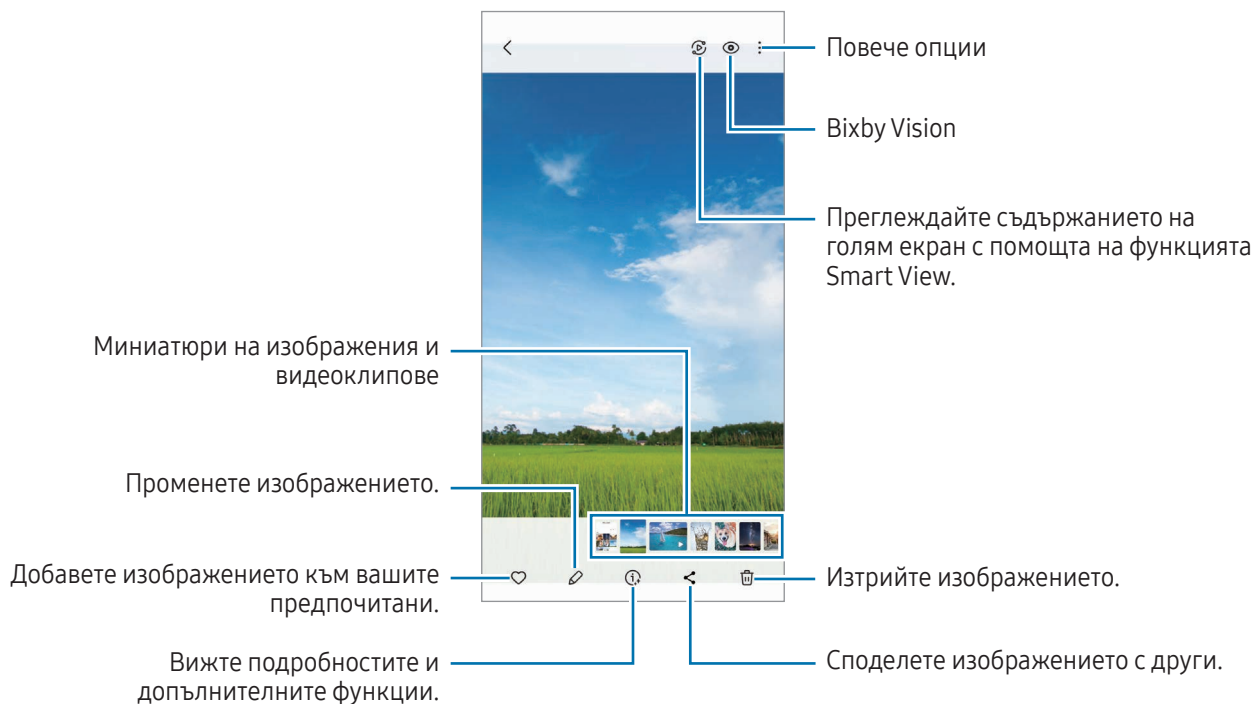 Повече опции
Bixby Vision
Преглеждайте съдържанието на
голям екран с помощта на функцията
Smart View.
Миниатюри на изображения и
видеоклипове
Променете изображението.
Добавете изображението към вашите
предпочитани.
Изтрийте изображението.
Вижте подробностите и
допълнителните функции.
Споделете изображението с други.